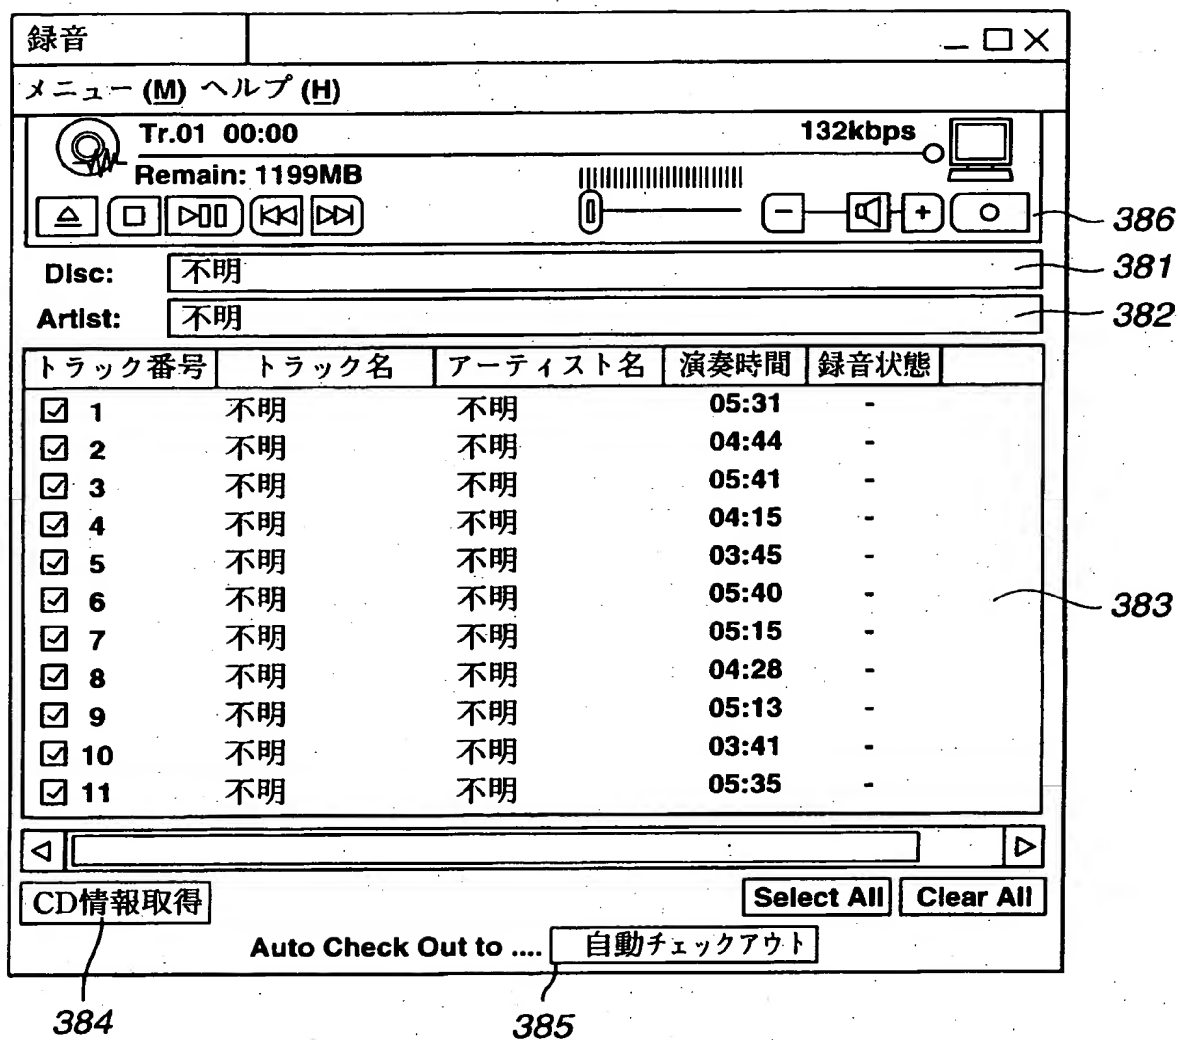 録音
メニュー (M) ヘルプ (H)
Tr.01 00:00 132kbps
Remain: 1199MB
386
Disc: 不明 381
Artist: 不明 382
トラック番号 トラック名 アーティスト名 演奏時間 録音状態
1 不明 不明 05:31 -
2 不明 不明 04:44 -
3 不明 不明 05:41 -
4 不明 不明 04:15 -
5 不明 不明 03:45 -
6 不明 不明 05:40 -
383
7 不明 不明 05:15 -
8 不明 不明 04:28 -
9 不明 不明 05:13 -
10 不明 不明 03:41 -
11 不明 不明 05:35 -
CD情報取得 Select All Clear All
Auto Check Out to .... 自動チェックアウト
384 385